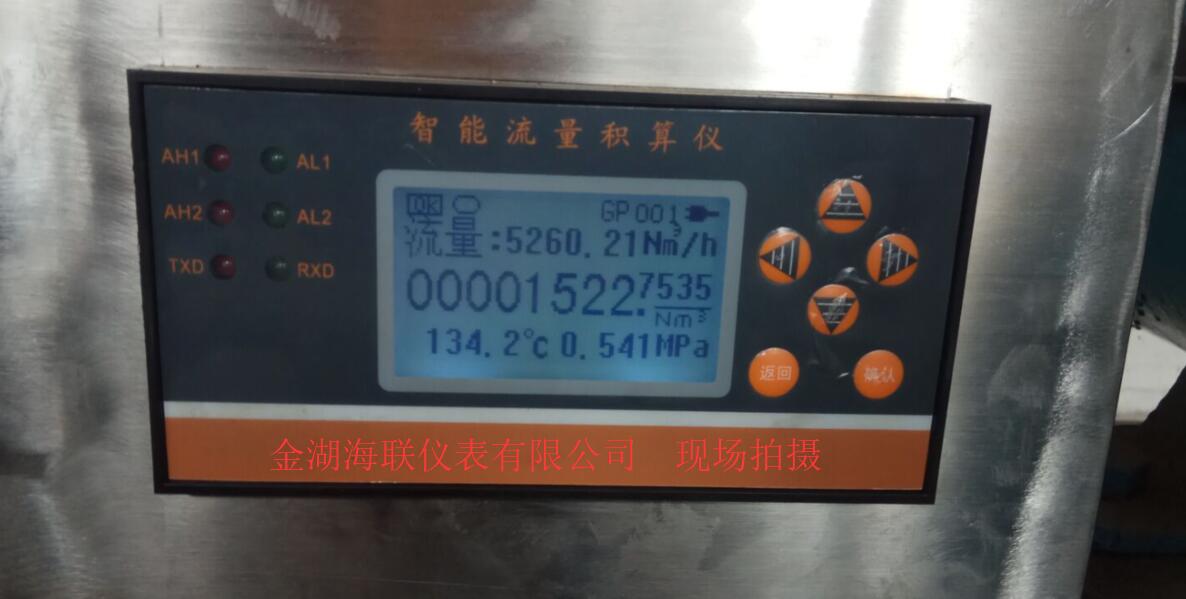 智能流量积算仪
AH1 AL1
AH2 AL2
TXD RXD
OK GP001
流量:5260.21Nm³/h
00001522.7535
Nm³
134.2℃ 0.541MPa
返回 确认
金湖海联仪表有限公司 现场拍摄